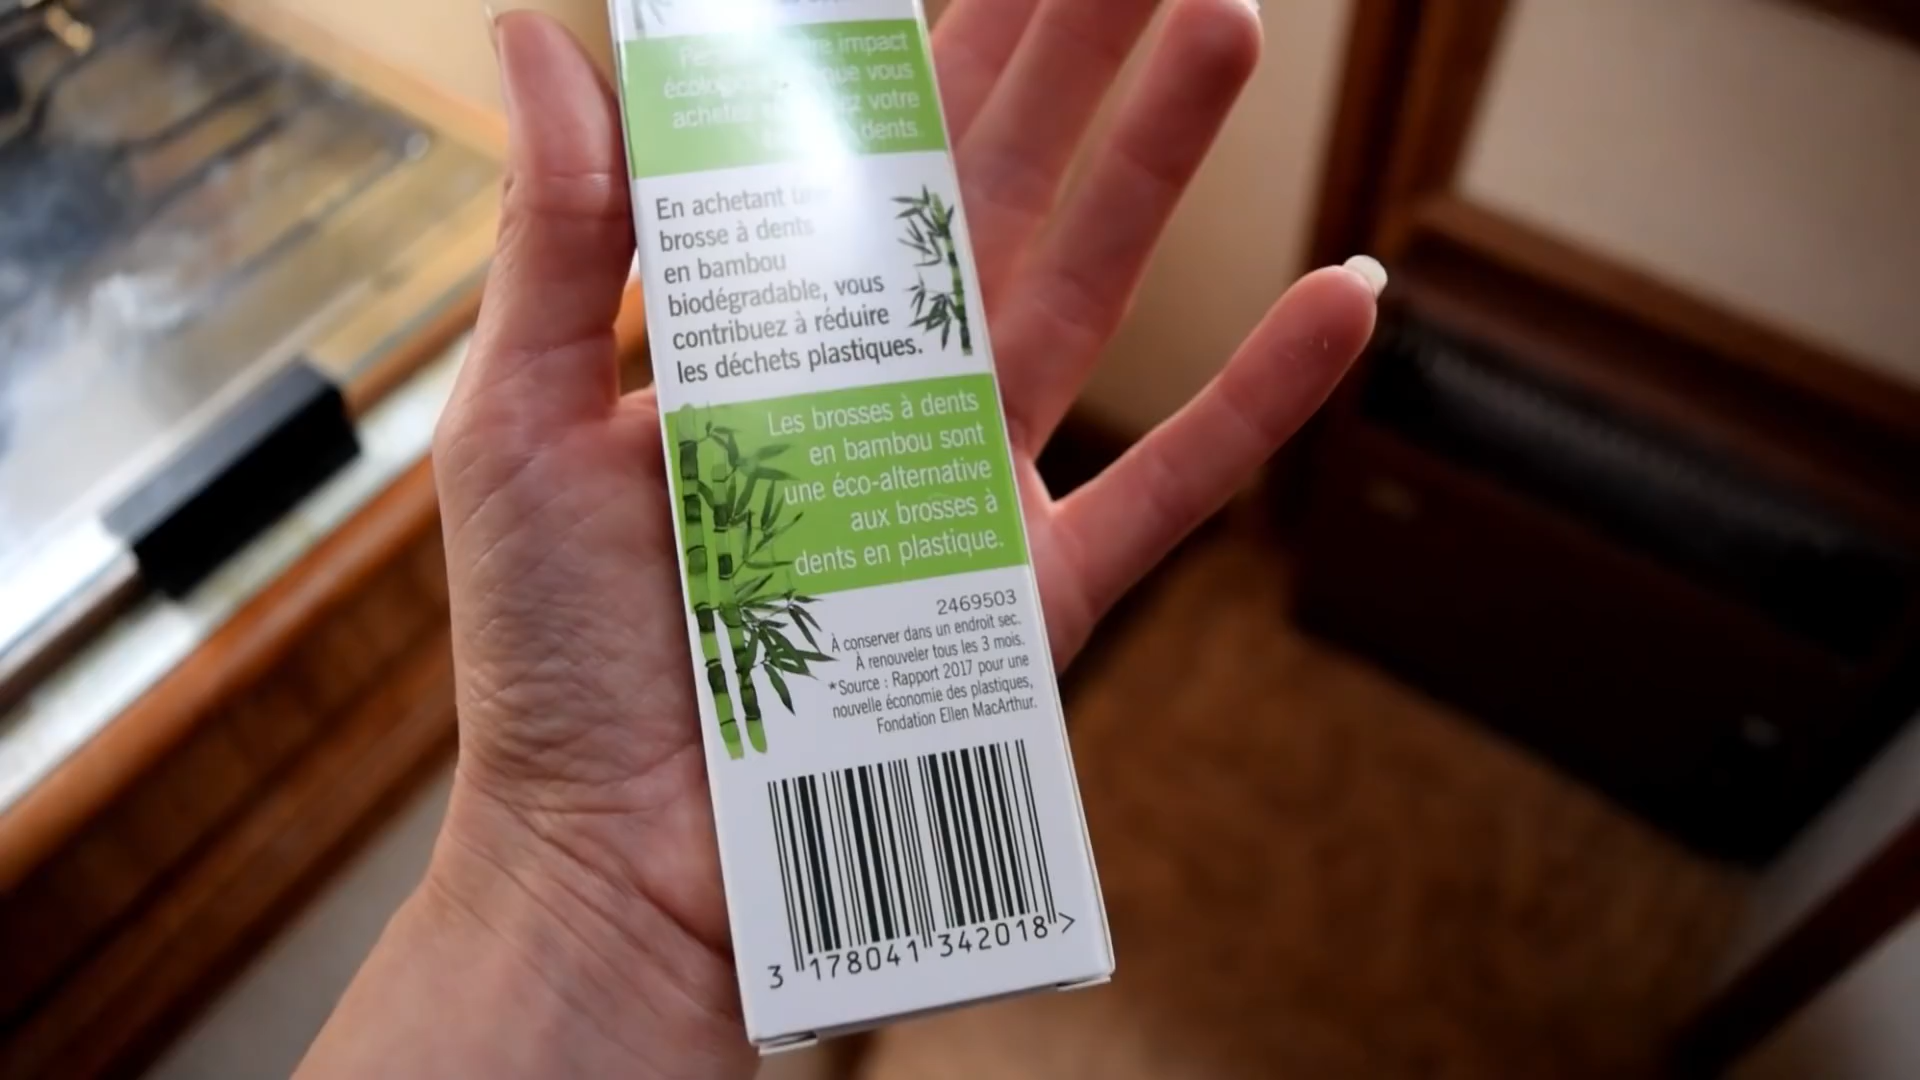 impact
vous
achetez votre
dents.
En achetant une
brosse à dents
en bambou
biodégradable, vous
contribuez à réduire
les déchets plastiques.
Les brosses à dents
en bambou sont
une éco-alternative
aux brosses à
dents en plastique.
2469503
À conserver dans un endroit sec.
À renouveler tous les 3 mois.
*Source : Rapport 2017 pour une
nouvelle économie des plastiques,
Fondation Ellen MacArthur.
3 178041 342018 >